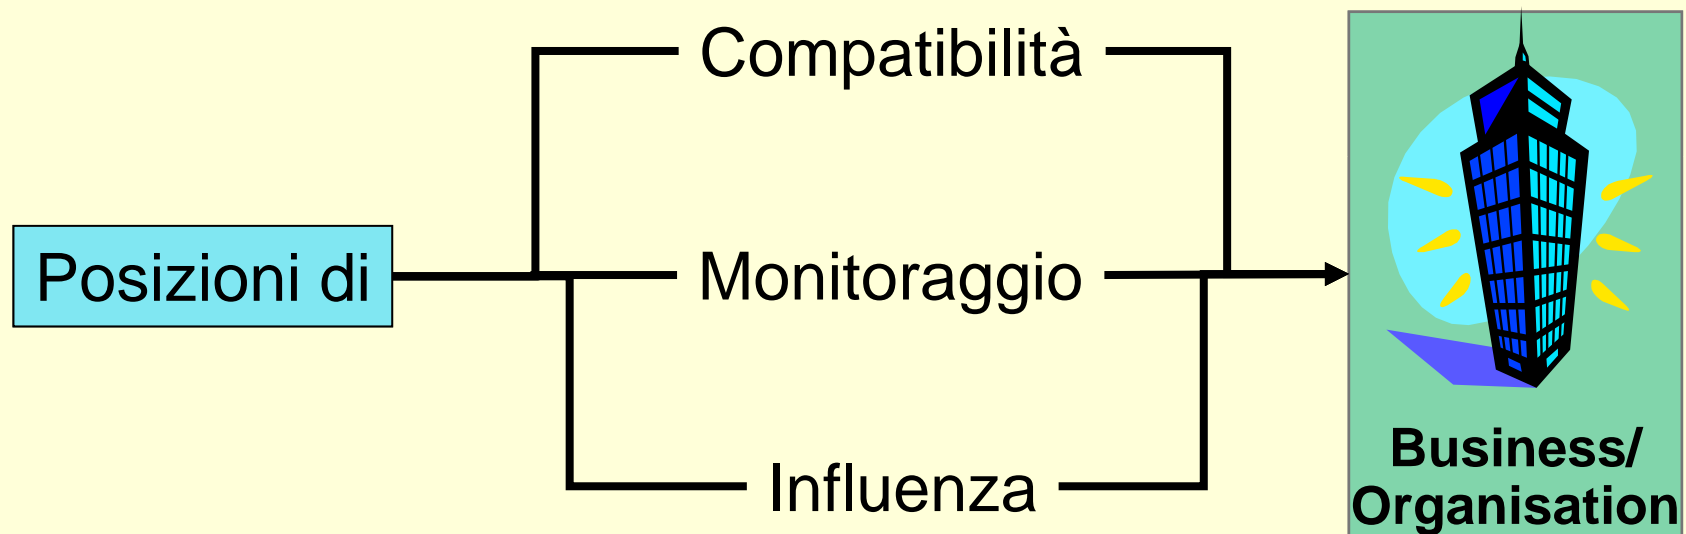 Posizioni di
Compatibilità
Monitoraggio
Influenza
Business/
Organisation